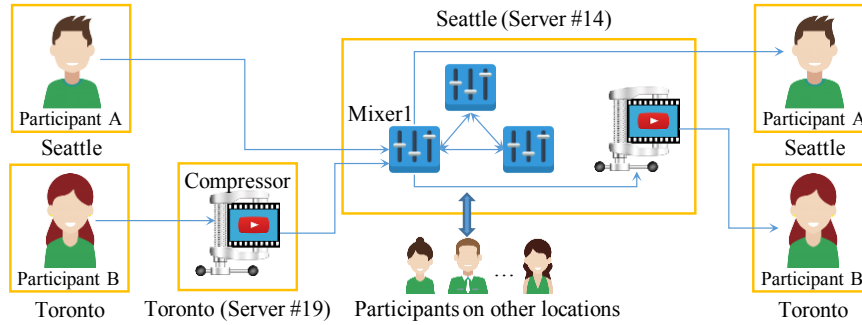 Seattle (Server #14)
Participant A
Seattle
Mixer1
Participant A
Seattle
Compressor
Participant B
Toronto
Toronto (Server #19)
...
Participants on other locations
Participant B
Toronto